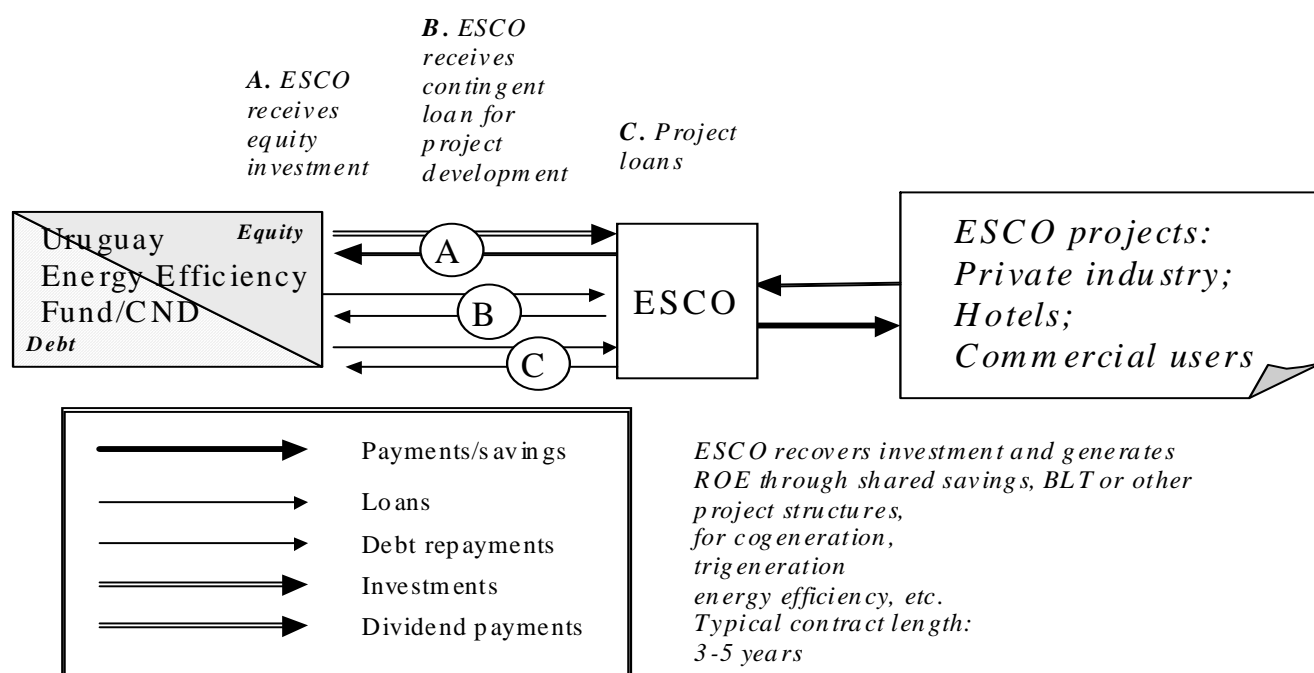 A. ESCO
receives
equity
investment
B. ESCO
receives
contingent
loan for
project
development
C. Project
loans
Uruguay
Energy Efficiency
Fund/CND
Equity
Debt
A
B
C
ESCO
ESCO projects:
Private industry;
Hotels;
Commercial users
Payments/savings
Loans
Debt repayments
Investments
Dividend payments
ESCO recovers investment and generates
ROE through shared savings, BLT or other
project structures,
for cogeneration,
trigeneration
energy efficiency, etc.
Typical contract length:
3-5 years